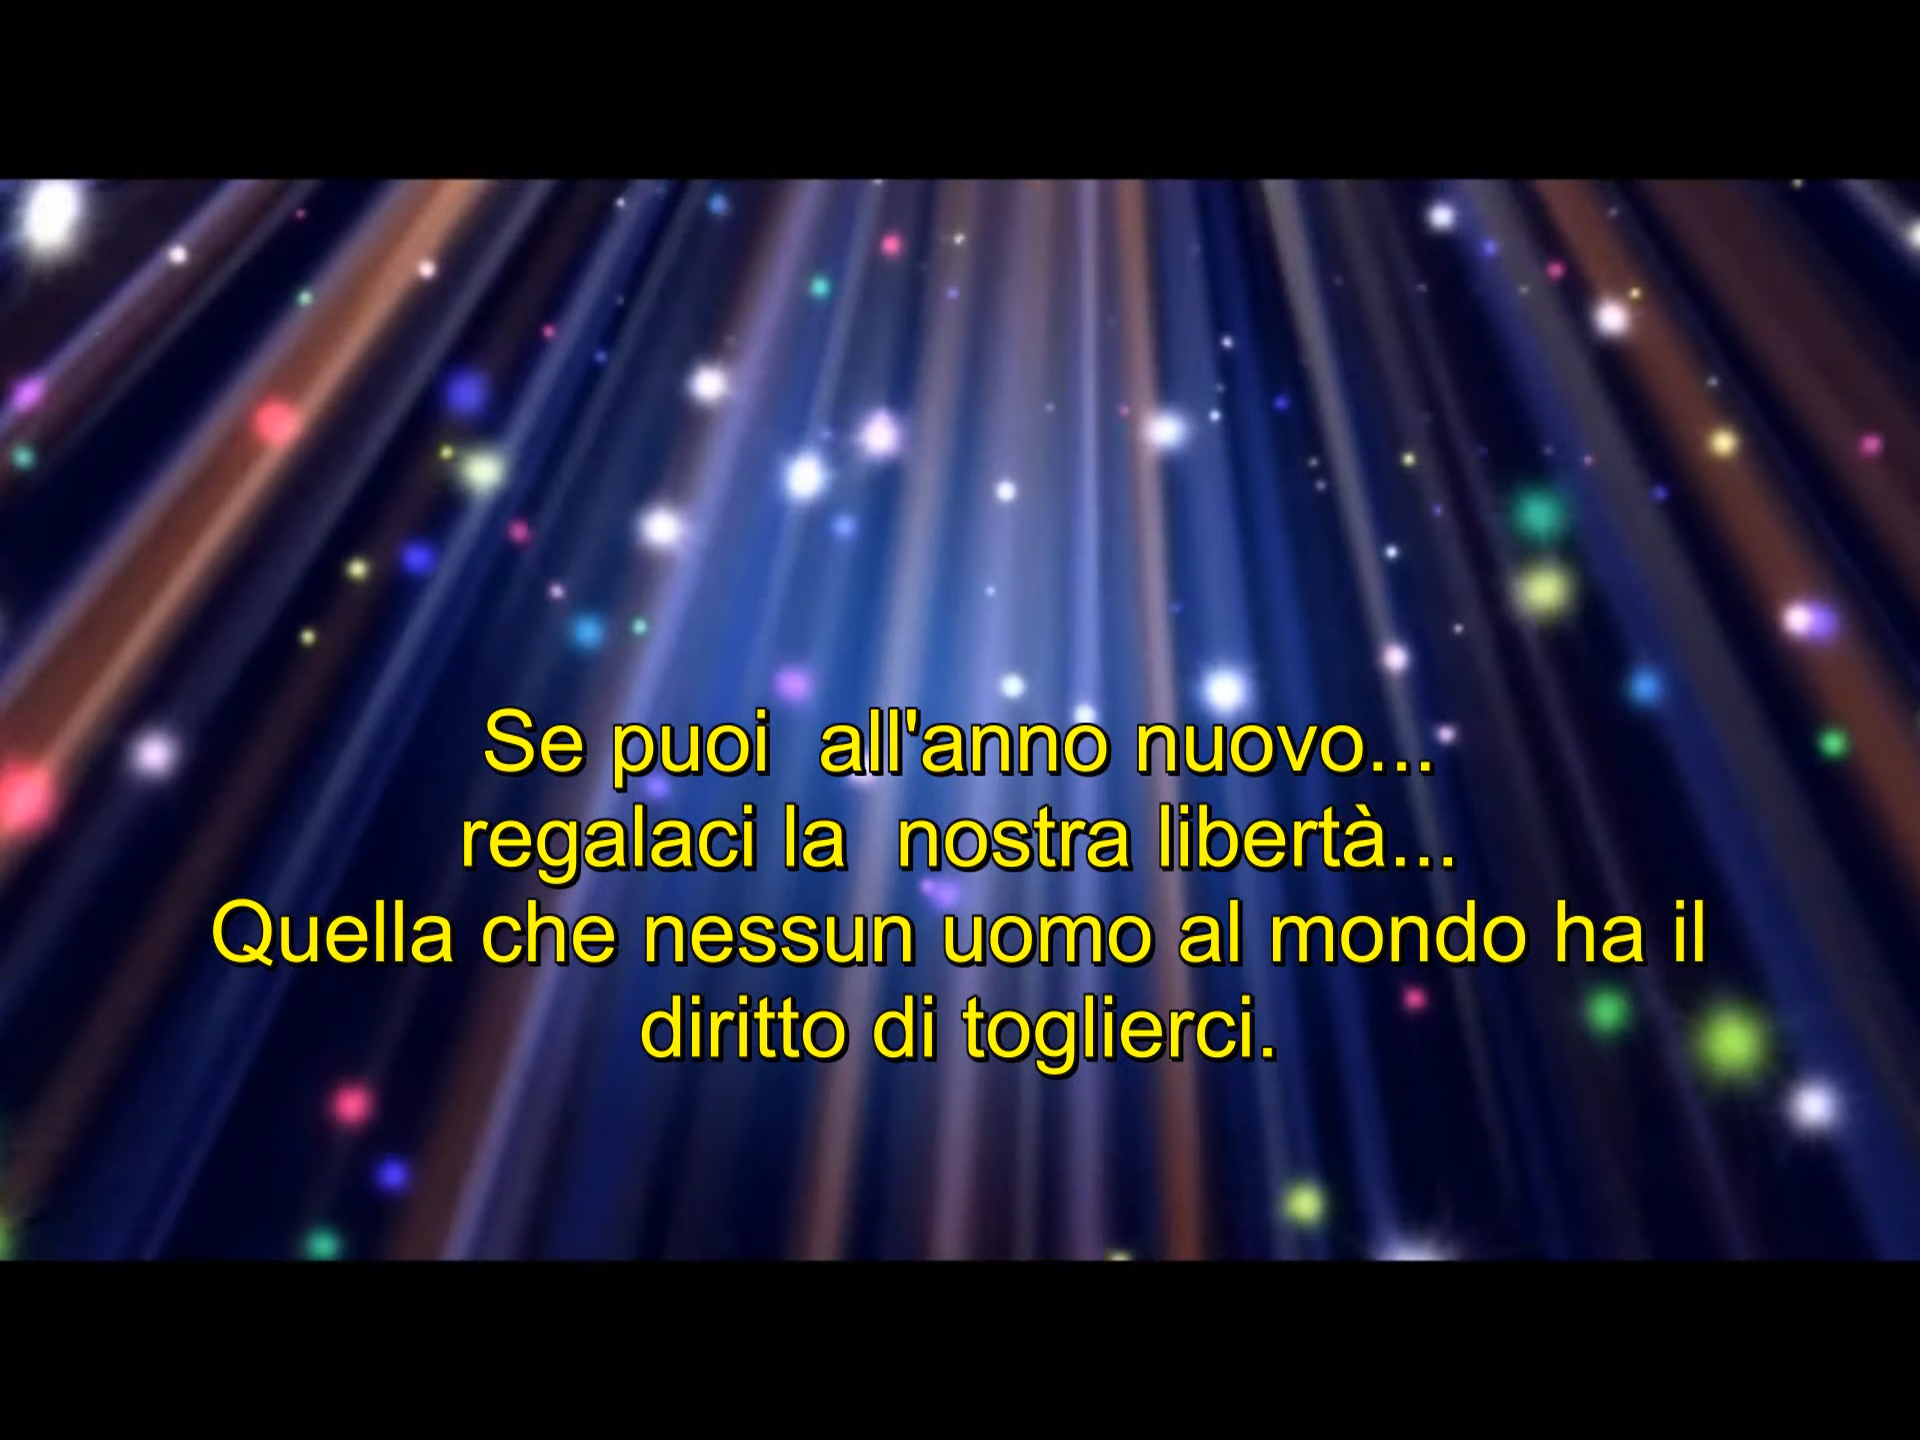 Se puoi  all'anno nuovo...
regalaci la  nostra libertà...
Quella che nessun uomo al mondo ha il
diritto di toglierci.